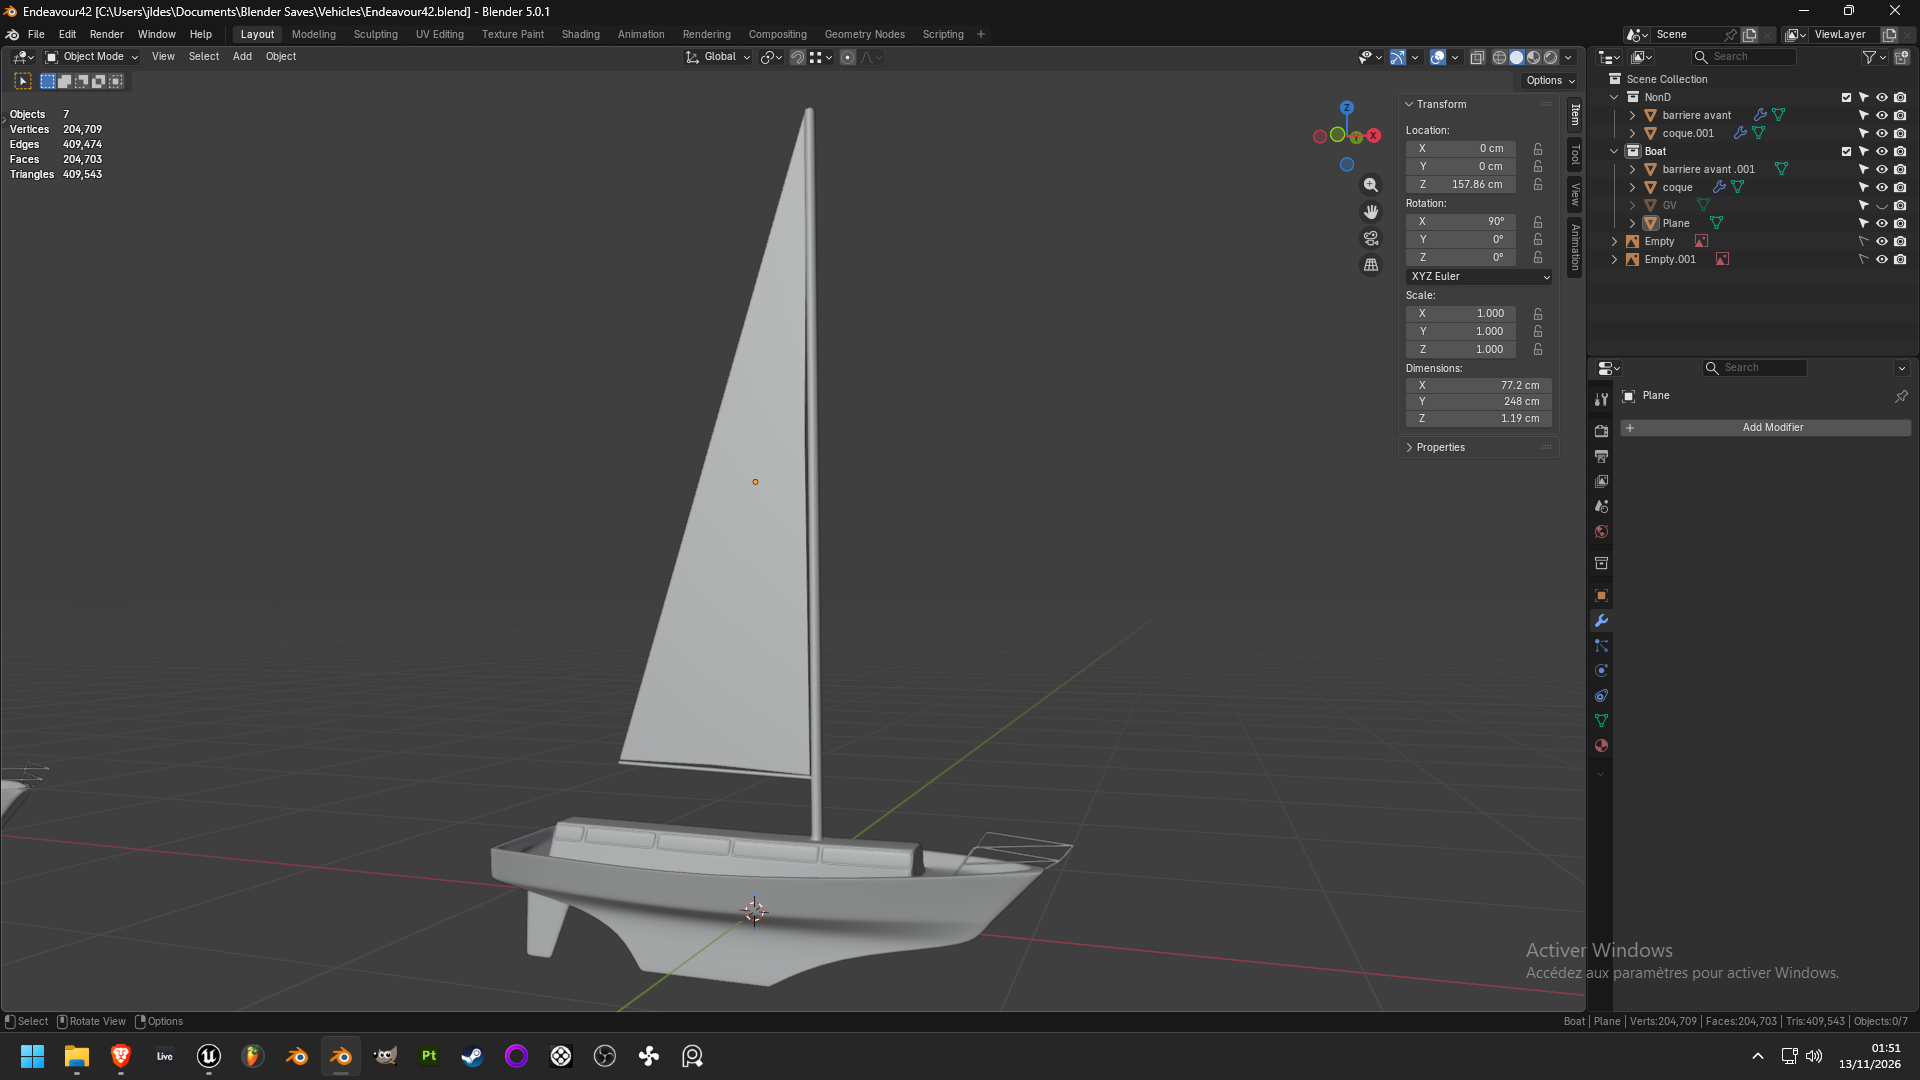 Endeavour42 [C:\Users\jldes\Documents\Blender Saves\Vehicles\Endeavour42.blend] - Blender 5.0.1
File Edit Render Window Help Layout Modeling Sculpting UV Editing Texture Paint Shading Animation Rendering Compositing Geometry Nodes Scripting + Scene ViewLayer
Object Mode View Select Add Object Global Search
Options
Objects 7
Vertices 204,709
Edges 409,474
Faces 204,703
Triangles 409,543
Z
X
Y
Transform
Location:
X 0 cm
Y 0 cm
Z 157.86 cm
Rotation:
X 90°
Y 0°
Z 0°
XYZ Euler
Scale:
X 1.000
Y 1.000
Z 1.000
Dimensions:
X 77.2 cm
Y 248 cm
Z 1.19 cm
Properties
Item
Tool
View
Animation
Scene Collection
NonD
barriere avant
coque.001
Boat
barriere avant .001
coque
GV
Plane
Empty
Empty.001
Search
Plane
+ Add Modifier
Activer Windows
Accédez aux paramètres pour activer Windows.
Select Rotate View Options
Boat | Plane | Verts:204,709 | Faces:204,703 | Tris:409,543 | Objects:0/7
Live
Pt
01:51
13/11/2026